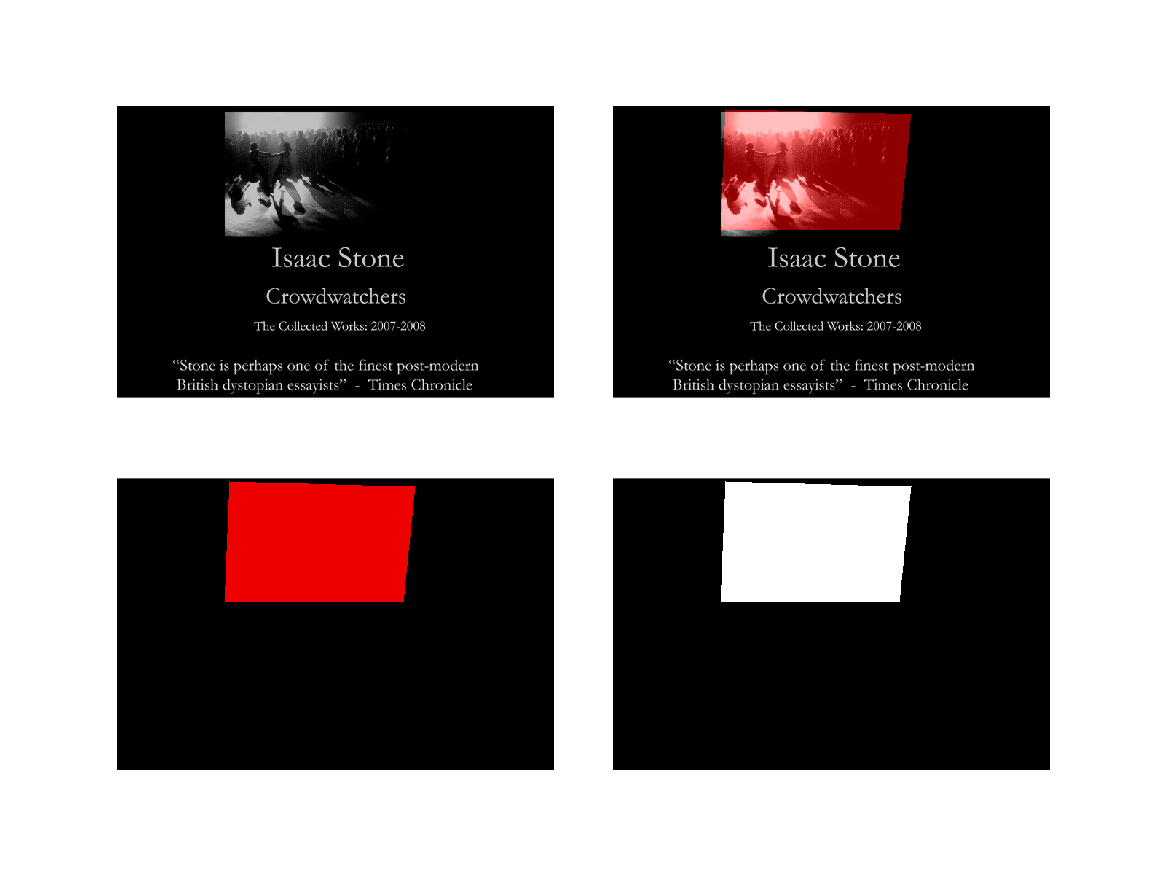 Isaac Stone
Crowdwatchers
The Collected Works: 2007-2008
“Stone is perhaps one of the finest post-modern
British dystopian essayists” - Times Chronicle
Isaac Stone
Crowdwatchers
The Collected Works: 2007-2008
“Stone is perhaps one of the finest post-modern
British dystopian essayists” - Times Chronicle